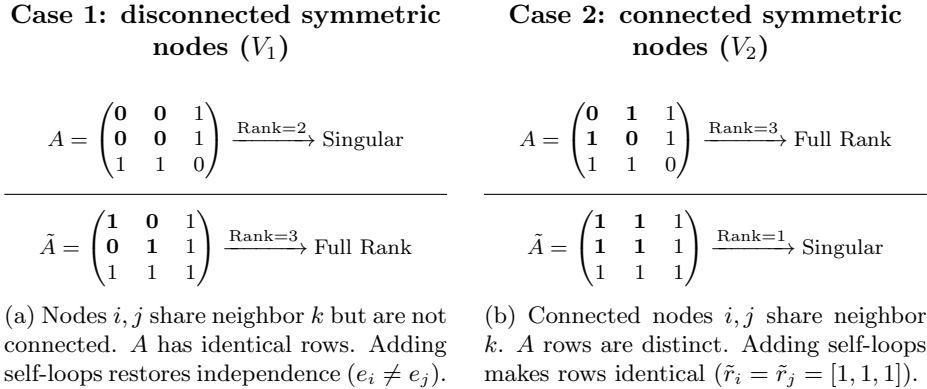 Case 1: disconnected symmetric
nodes (V₁)
A = ( 0 0 1
0 0 1
1 1 0 ) Rank=2 → Singular
Ã = ( 1 0 1
0 1 1
1 1 1 ) Rank=3 → Full Rank
(a) Nodes i, j share neighbor k but are not
connected. A has identical rows. Adding
self-loops restores independence (eᵢ ≠ eⱼ).
Case 2: connected symmetric
nodes (V₂)
A = ( 0 1 1
1 0 1
1 1 0 ) Rank=3 → Full Rank
Ã = ( 1 1 1
1 1 1
1 1 1 ) Rank=1 → Singular
(b) Connected nodes i, j share neighbor
k. A rows are distinct. Adding self-loops
makes rows identical (r̃ᵢ = r̃ⱼ = [1, 1, 1]).